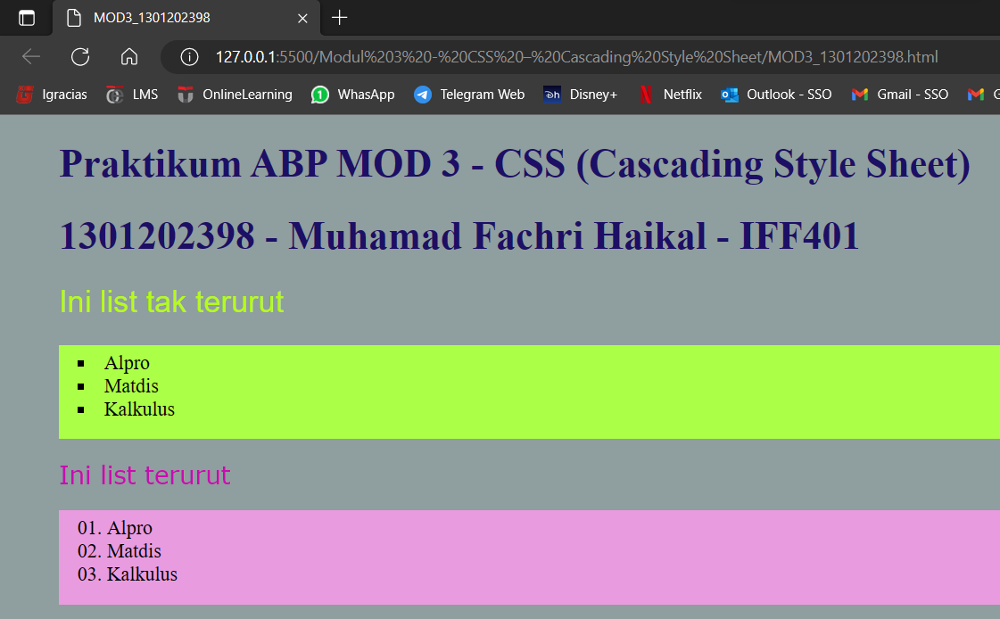 MOD3_1301202398
127.0.0.1:5500/Modul%203%20-%20CSS%20–%20Cascading%20Style%20Sheet/MOD3_1301202398.html
Igracias LMS OnlineLearning WhasApp Telegram Web Disney+ Netflix Outlook - SSO Gmail - SSO G
Praktikum ABP MOD 3 - CSS (Cascading Style Sheet)
1301202398 - Muhamad Fachri Haikal - IFF401
Ini list tak terurut
▪ Alpro
▪ Matdis
▪ Kalkulus
Ini list terurut
01. Alpro
02. Matdis
03. Kalkulus